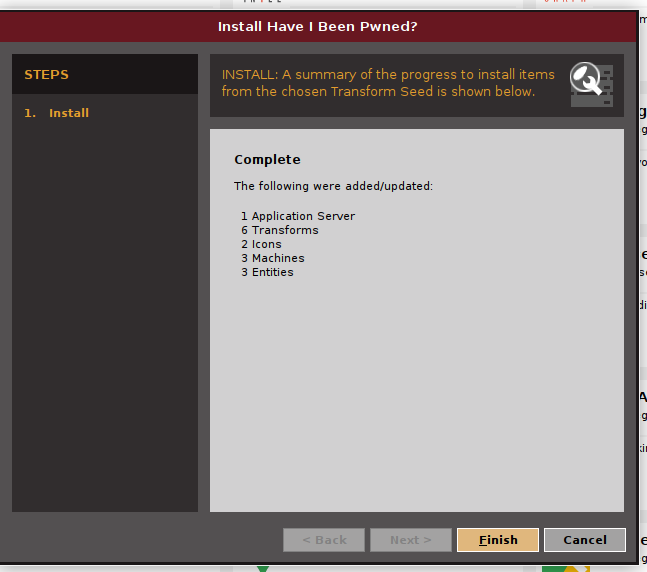 Install Have I Been Pwned?
STEPS
1. Install
INSTALL: A summary of the progress to install items
from the chosen Transform Seed is shown below.
Complete
The following were added/updated:
1 Application Server
6 Transforms
2 Icons
3 Machines
3 Entities
< Back
Next >
Finish
Cancel